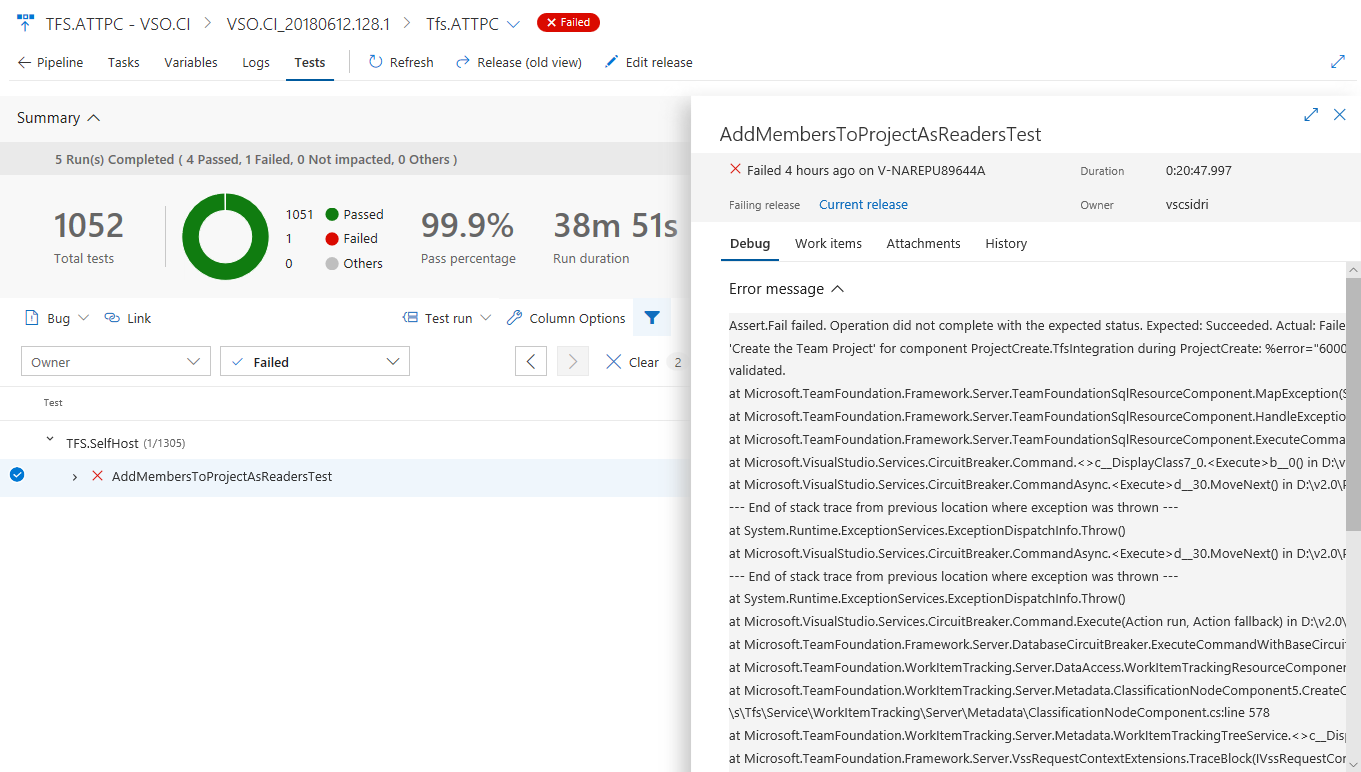 TFS.ATTPC - VSO.CI > VSO.CI_20180612.128.1 > Tfs.ATTPC Failed
Pipeline Tasks Variables Logs Tests Refresh Release (old view) Edit release
Summary
5 Run(s) Completed ( 4 Passed, 1 Failed, 0 Not impacted, 0 Others )
1052
Total tests
1051 Passed
1 Failed
0 Others
99.9%
Pass percentage
38m 51s
Run duration
Bug Link Test run Column Options
Owner Failed Clear 2
Test
TFS.SelfHost (1/1305)
AddMembersToProjectAsReadersTest
AddMembersToProjectAsReadersTest
Failed 4 hours ago on V-NAREPU89644A Duration 0:20:47.997
Failing release Current release Owner vscsidri
Debug Work items Attachments History
Error message
Assert.Fail failed. Operation did not complete with the expected status. Expected: Succeeded. Actual: Faile
'Create the Team Project' for component ProjectCreate.TfsIntegration during ProjectCreate: %error="6000
validated.
at Microsoft.TeamFoundation.Framework.Server.TeamFoundationSqlResourceComponent.MapException(S
at Microsoft.TeamFoundation.Framework.Server.TeamFoundationSqlResourceComponent.HandleExceptio
at Microsoft.TeamFoundation.Framework.Server.TeamFoundationSqlResourceComponent.ExecuteComma
at Microsoft.VisualStudio.Services.CircuitBreaker.Command.<>c__DisplayClass7_0.<Execute>b__0() in D:\v
at Microsoft.VisualStudio.Services.CircuitBreaker.CommandAsync.<Execute>d__30.MoveNext() in D:\v2.0\P
--- End of stack trace from previous location where exception was thrown ---
at System.Runtime.ExceptionServices.ExceptionDispatchInfo.Throw()
at Microsoft.VisualStudio.Services.CircuitBreaker.CommandAsync.<Execute>d__30.MoveNext() in D:\v2.0\P
--- End of stack trace from previous location where exception was thrown ---
at System.Runtime.ExceptionServices.ExceptionDispatchInfo.Throw()
at Microsoft.VisualStudio.Services.CircuitBreaker.Command.Execute(Action run, Action fallback) in D:\v2.0\
at Microsoft.TeamFoundation.Framework.Server.DatabaseCircuitBreaker.ExecuteCommandWithBaseCircui
at Microsoft.TeamFoundation.WorkItemTracking.Server.DataAccess.WorkItemTrackingResourceComponen
at Microsoft.TeamFoundation.WorkItemTracking.Server.Metadata.ClassificationNodeComponent5.CreateC
\s\Tfs\Service\WorkItemTracking\Server\Metadata\ClassificationNodeComponent.cs:line 578
at Microsoft.TeamFoundation.WorkItemTracking.Server.Metadata.WorkItemTrackingTreeService.<>c__Disp
at Microsoft.TeamFoundation.Framework.Server.VssRequestContextExtensions.TraceBlock(IVssRequestCor